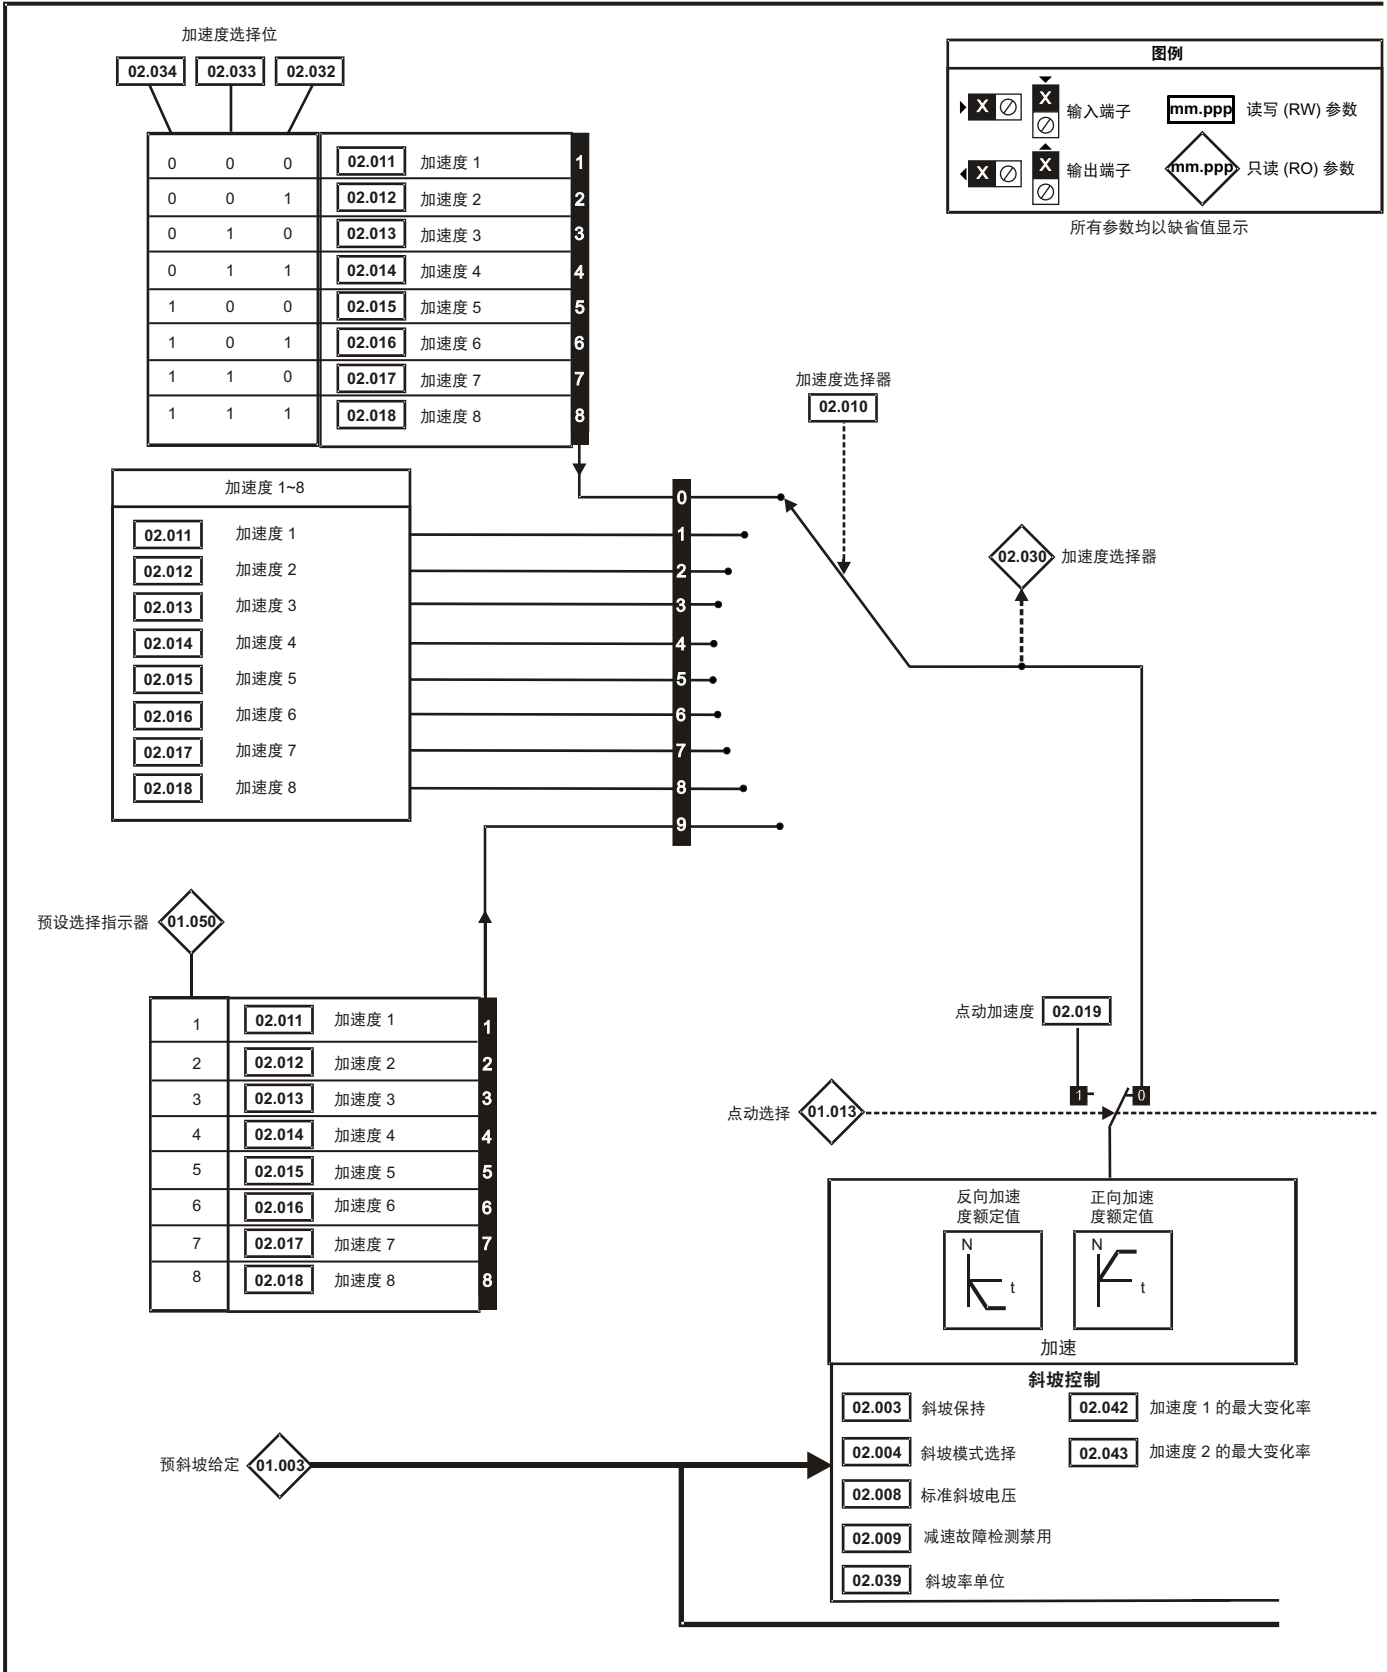 加速度选择位
02.034 02.033 02.032
0 0 0 02.011 加速度 1 1
0 0 1 02.012 加速度 2 2
0 1 0 02.013 加速度 3 3
0 1 1 02.014 加速度 4 4
1 0 0 02.015 加速度 5 5
1 0 1 02.016 加速度 6 6
1 1 0 02.017 加速度 7 7
1 1 1 02.018 加速度 8 8
图例
X X 输入端子 mm.ppp 读写 (RW) 参数
X X 输出端子 mm.ppp 只读 (RO) 参数
所有参数均以缺省值显示
加速度选择器
02.010
加速度 1~8
02.011 加速度 1
02.012 加速度 2
02.013 加速度 3
02.014 加速度 4
02.015 加速度 5
02.016 加速度 6
02.017 加速度 7
02.018 加速度 8
0
1
2
3
4
5
6
7
8
9
02.030 加速度选择器
预设选择指示器 01.050
1 02.011 加速度 1 1
2 02.012 加速度 2 2
3 02.013 加速度 3 3
4 02.014 加速度 4 4
5 02.015 加速度 5 5
6 02.016 加速度 6 6
7 02.017 加速度 7 7
8 02.018 加速度 8 8
点动加速度 02.019
1 0
点动选择 01.013
反向加速
度额定值
N
t
正向加速
度额定值
N
t
加速
斜坡控制
02.003 斜坡保持 02.042 加速度 1 的最大变化率
02.004 斜坡模式选择 02.043 加速度 2 的最大变化率
02.008 标准斜坡电压
02.009 减速故障检测禁用
02.039 斜坡率单位
预斜坡给定 01.003